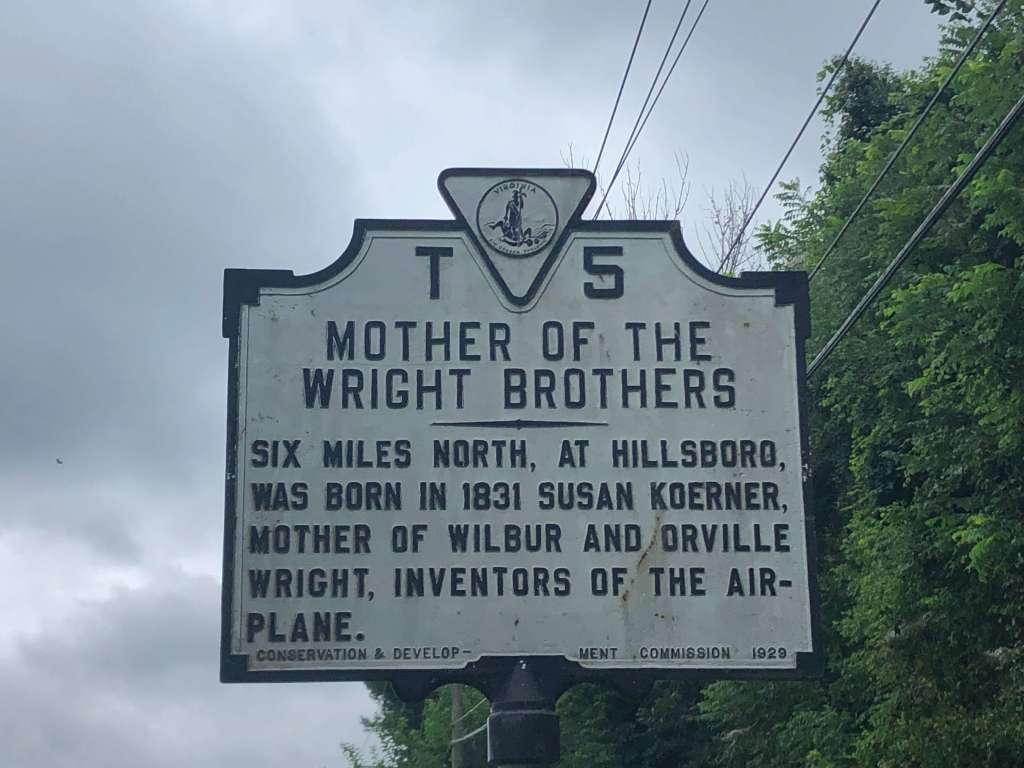 VIRGINIA
T 5
MOTHER OF THE
WRIGHT BROTHERS
SIX MILES NORTH, AT HILLSBORO,
WAS BORN IN 1831 SUSAN KOERNER,
MOTHER OF WILBUR AND ORVILLE
WRIGHT, INVENTORS OF THE AIR-
PLANE.
CONSERVATION & DEVELOP- MENT COMMISSION 1929